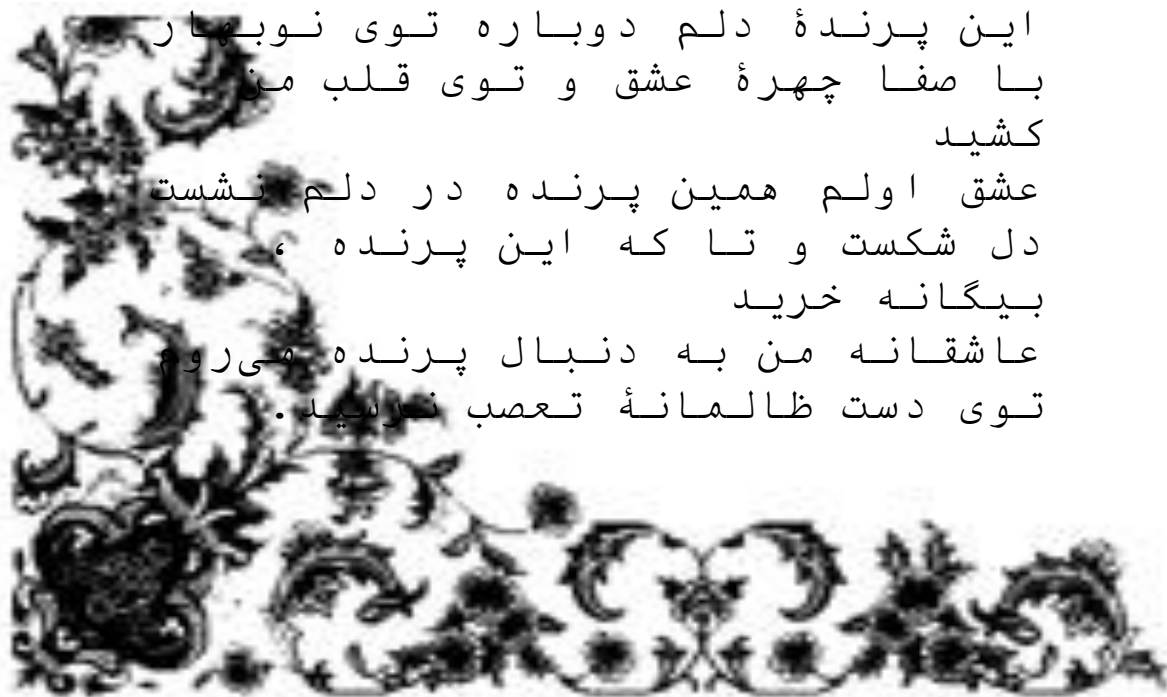 این پرندهٔ دلم دوباره توی نوبهار
با صفا چهرهٔ عشق و توی قلب من
کشید
عشق اولم همین پرنده در دلم نشست
دل شکست و تا که این پرنده ،
بیگانه خرید
عاشقانه من به دنبال پرنده می‌روم
توی دست ظالمانهٔ تعصب نرسید.